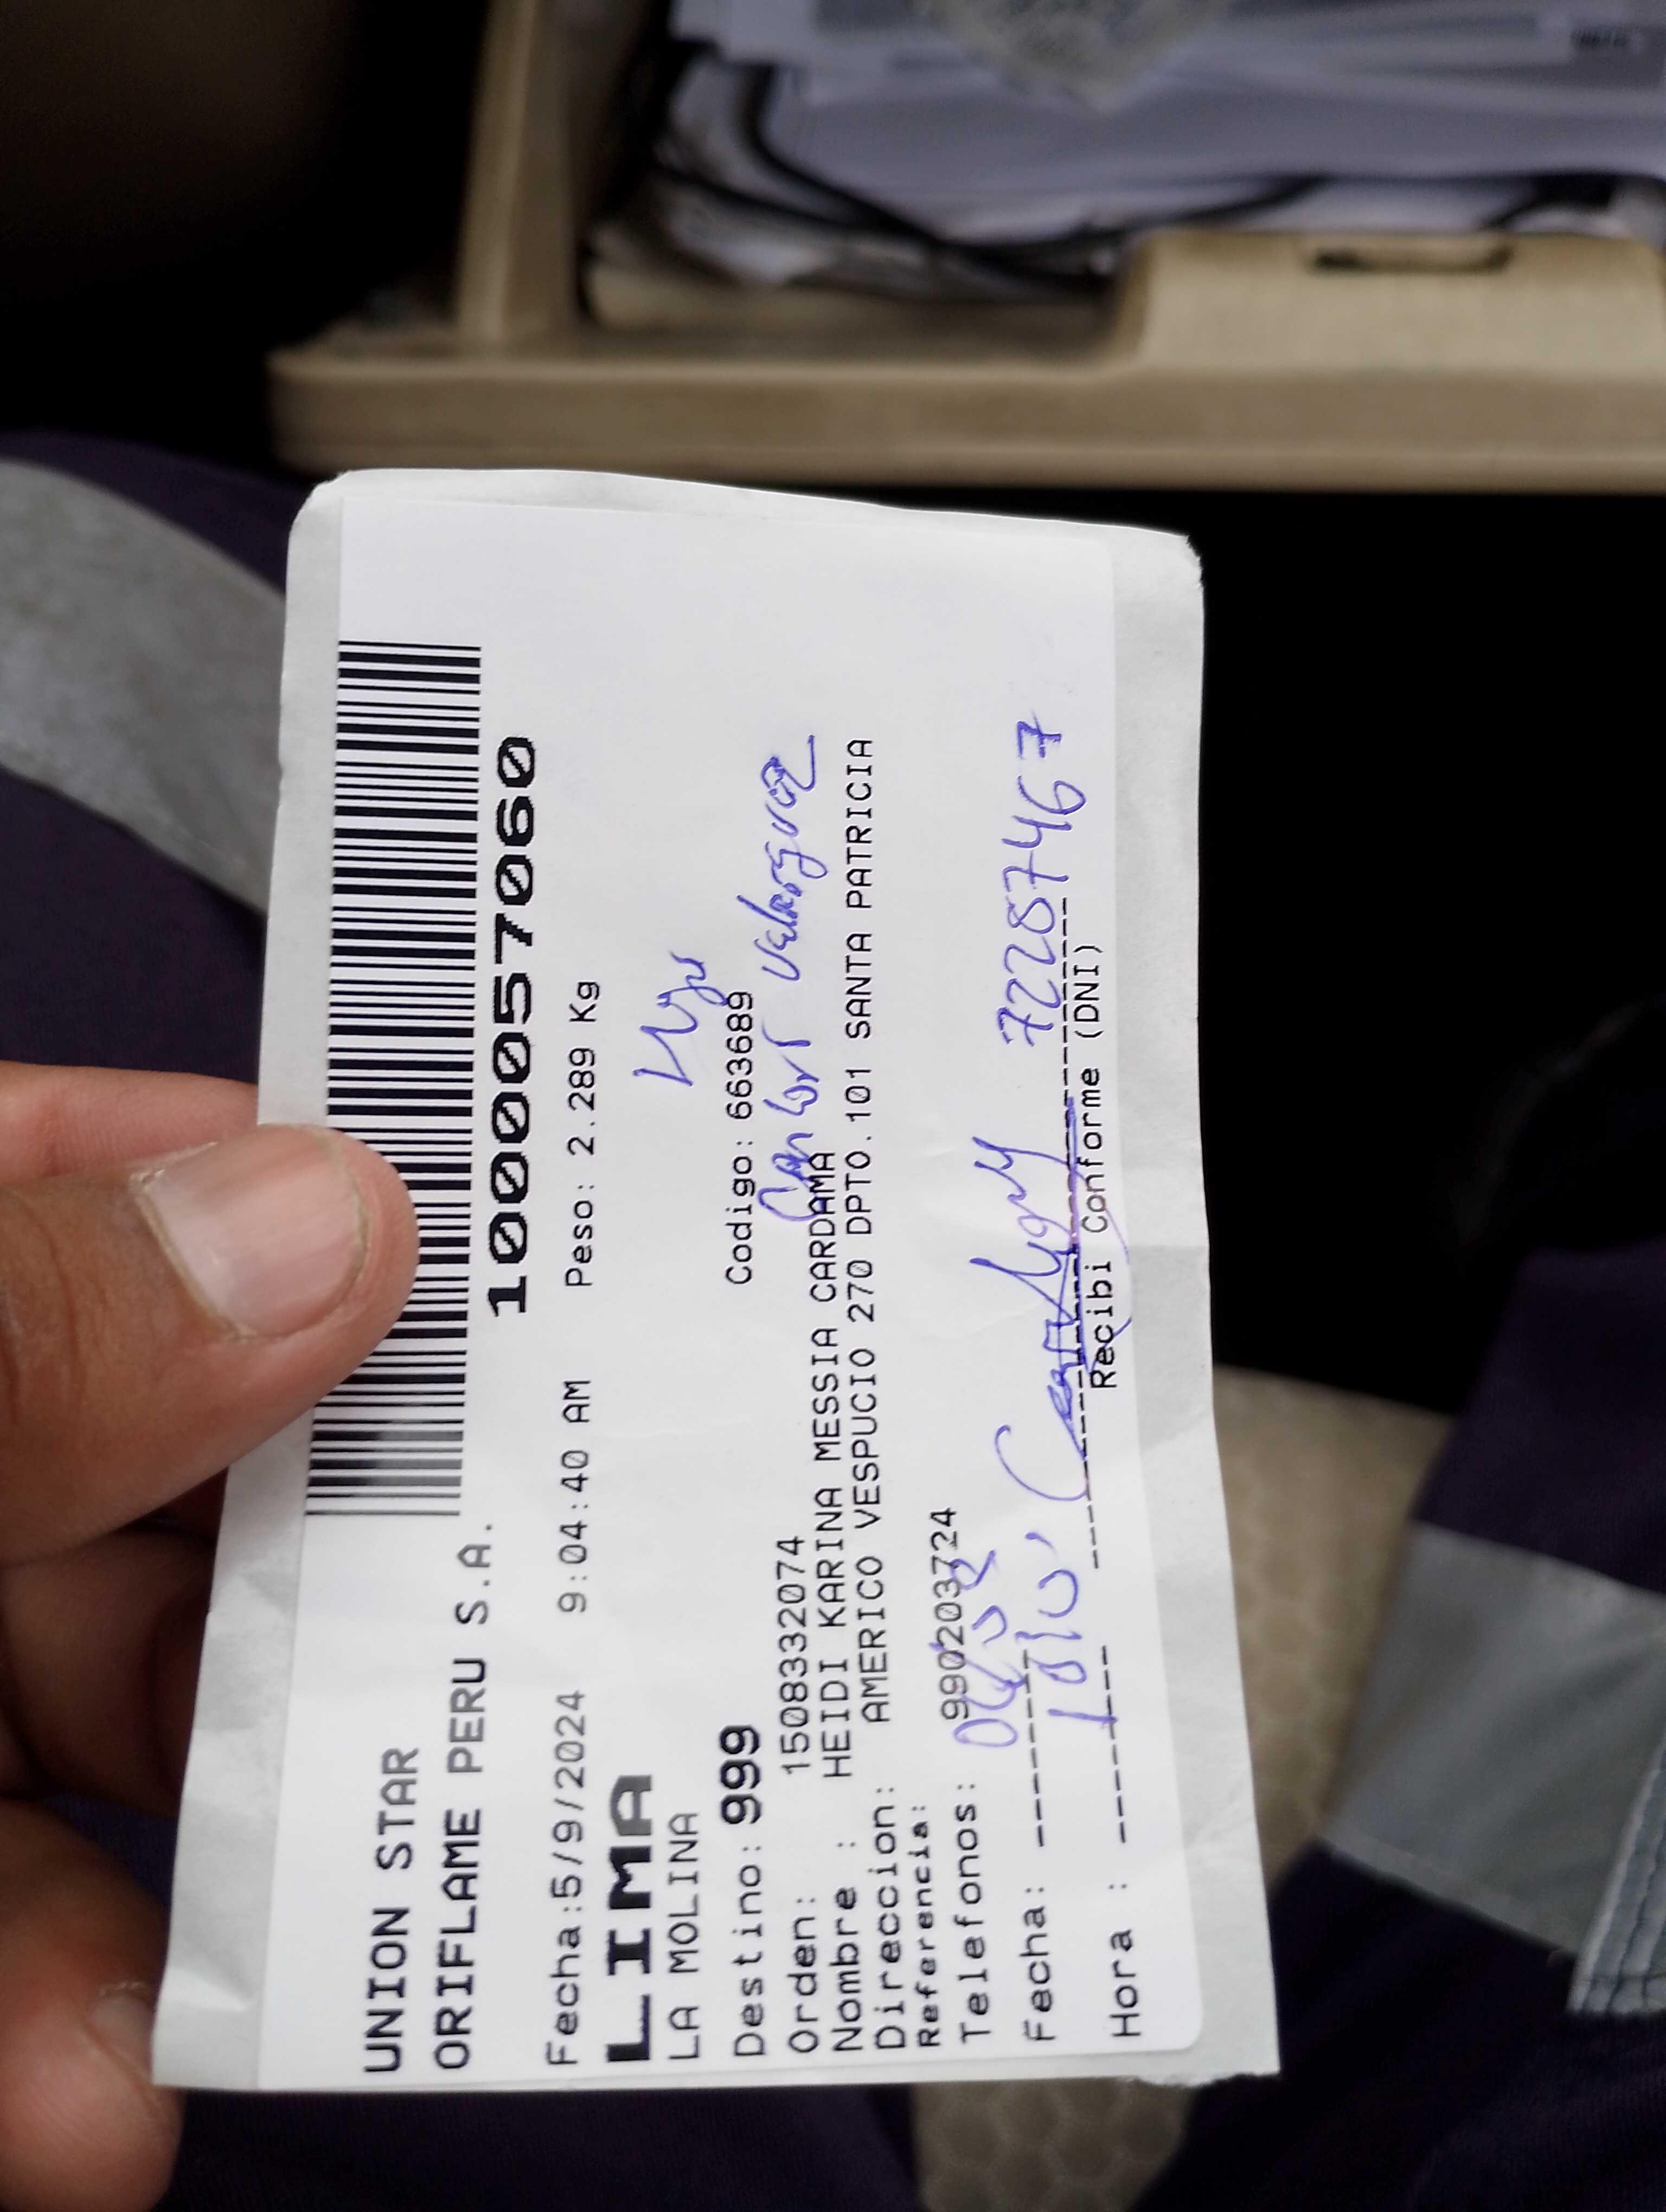 UNION STAR
ORIFLAME PERU S.A.
1000057060
Fecha:5/9/2024 9:04:40 AM Peso: 2.289 Kg
LIMA
LA MOLINA
Destino: 999 Codigo: 663689
Orden: 1508332074
Nombre : HEIDI KARINA MESSIA CARDAMA
Direccion: AMERICO VESPUCIO 270 DPTO.101 SANTA PATRICIA
Referencia:
Telefonos: 990203724
Fecha: 72287467
Hora : Recibi Conforme (DNI)